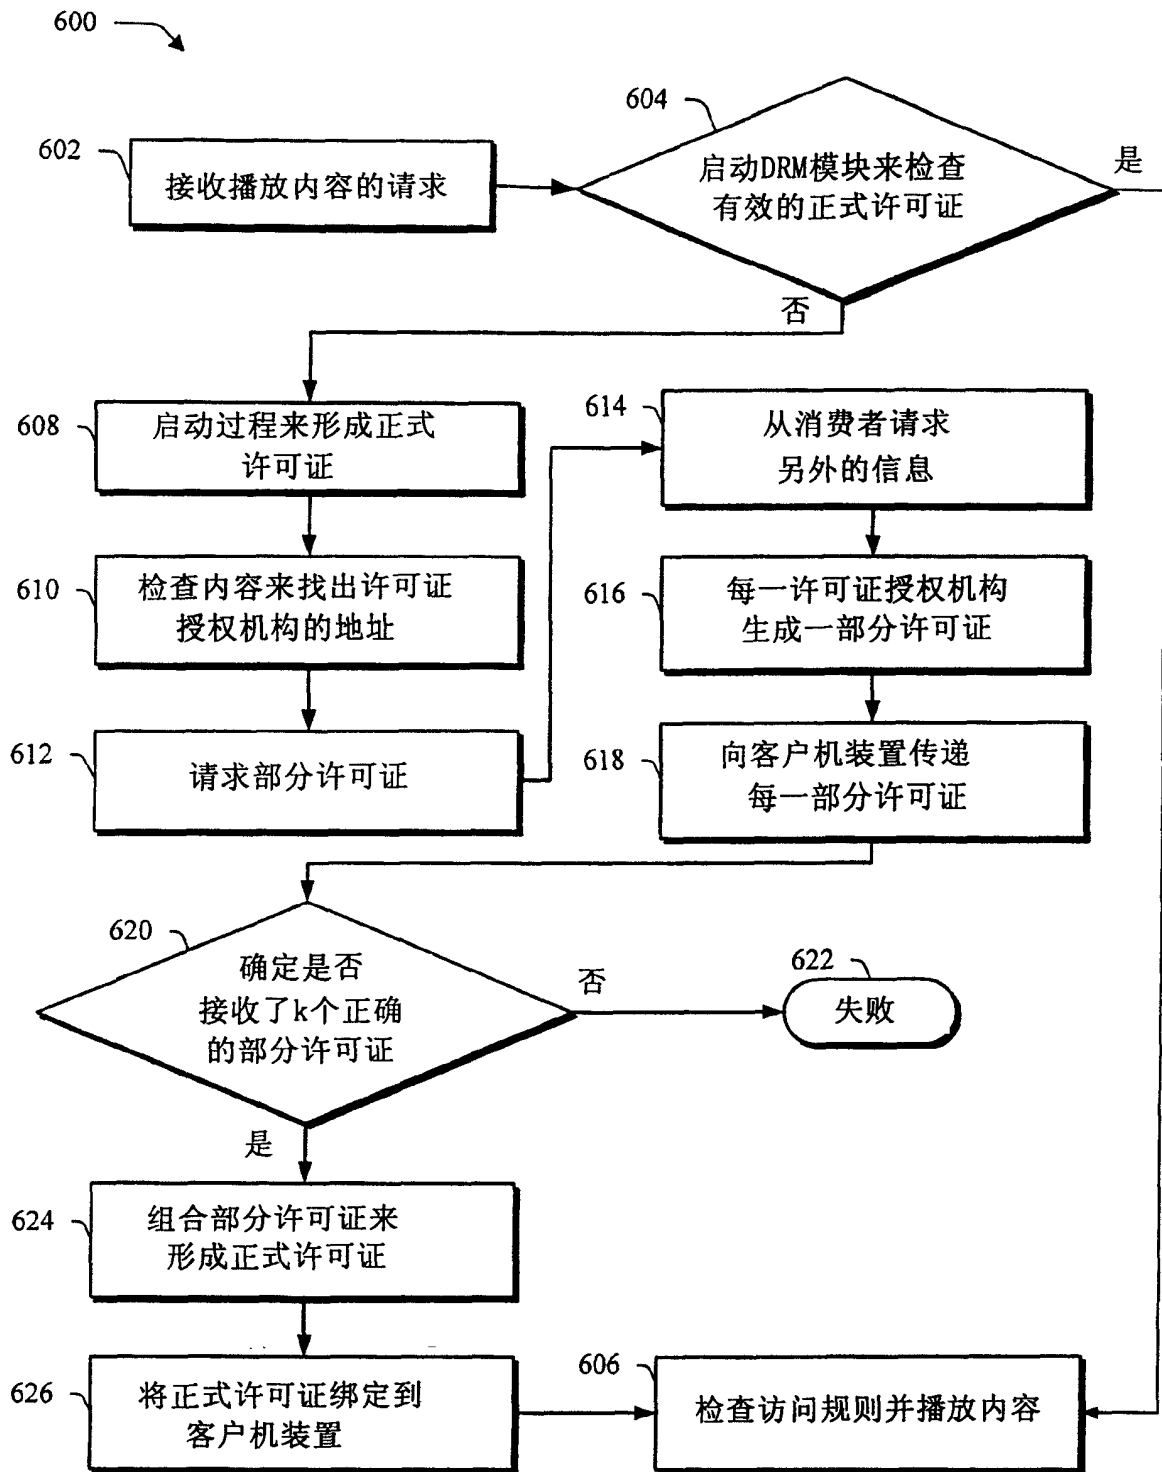 600
602
接收播放内容的请求
604
启动DRM模块来检查
有效的正式许可证
是
否
608
启动过程来形成正式
许可证
610
检查内容来找出许可证
授权机构的地址
612
请求部分许可证
614
从消费者请求
另外的信息
616
每一许可证授权机构
生成一部分许可证
618
向客户机装置传递
每一部分许可证
620
确定是否
接收了k个正确
的部分许可证
否
622
失败
是
624
组合部分许可证来
形成正式许可证
626
将正式许可证绑定到
客户机装置
606
检查访问规则并播放内容